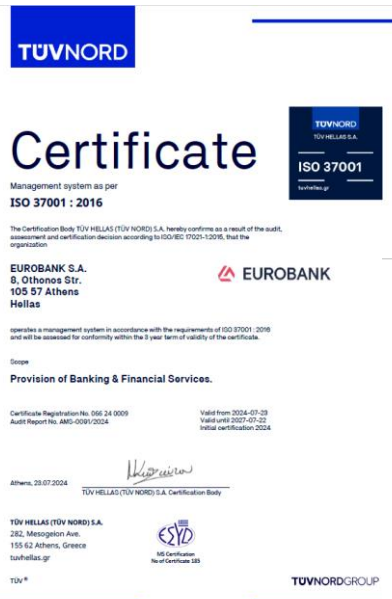 TÜVNORD
TÜVNORD
TÜV HELLAS S.A.
ISO 37001
tuvhellas.gr
Certificate
Management system as per
ISO 37001 : 2016
The Certification Body TÜV HELLAS (TÜV NORD) S.A. hereby confirms as a result of the audit,
assessment and certification decision according to ISO/IEC 17021-1:2015, that the
organization
EUROBANK S.A.
8, Othonos Str.
105 57 Athens
Hellas
EUROBANK
operates a management system in accordance with the requirements of ISO 37001 : 2016
and will be assessed for conformity within the 3 year term of validity of the certificate.
Scope
Provision of Banking & Financial Services.
Certificate Registration No. 066 24 0009
Audit Report No. AMS-0091/2024
Valid from 2024-07-23
Valid until 2027-07-22
Initial certification 2024
Athens, 23.07.2024
TÜV HELLAS (TÜV NORD) S.A. Certification Body
TÜV HELLAS (TÜV NORD) S.A.
282, Mesogeion Ave.
155 62 Athens, Greece
tuvhellas.gr
ESYD
MS Certification
No of Certificate 185
TÜV®
TÜVNORDGROUP